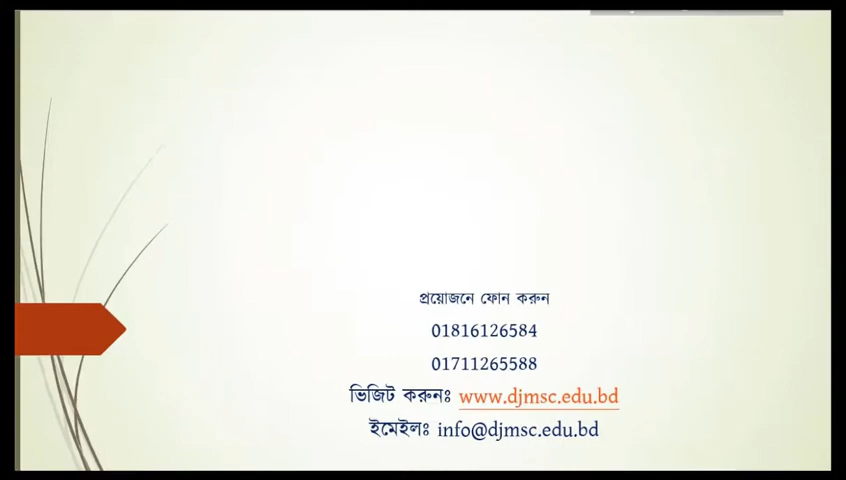 প্রয়োজনে ফোন করুন
01816126584
01711265588
ভিজিট করুনঃ www.djmsc.edu.bd
ইমেইলঃ info@djmsc.edu.bd